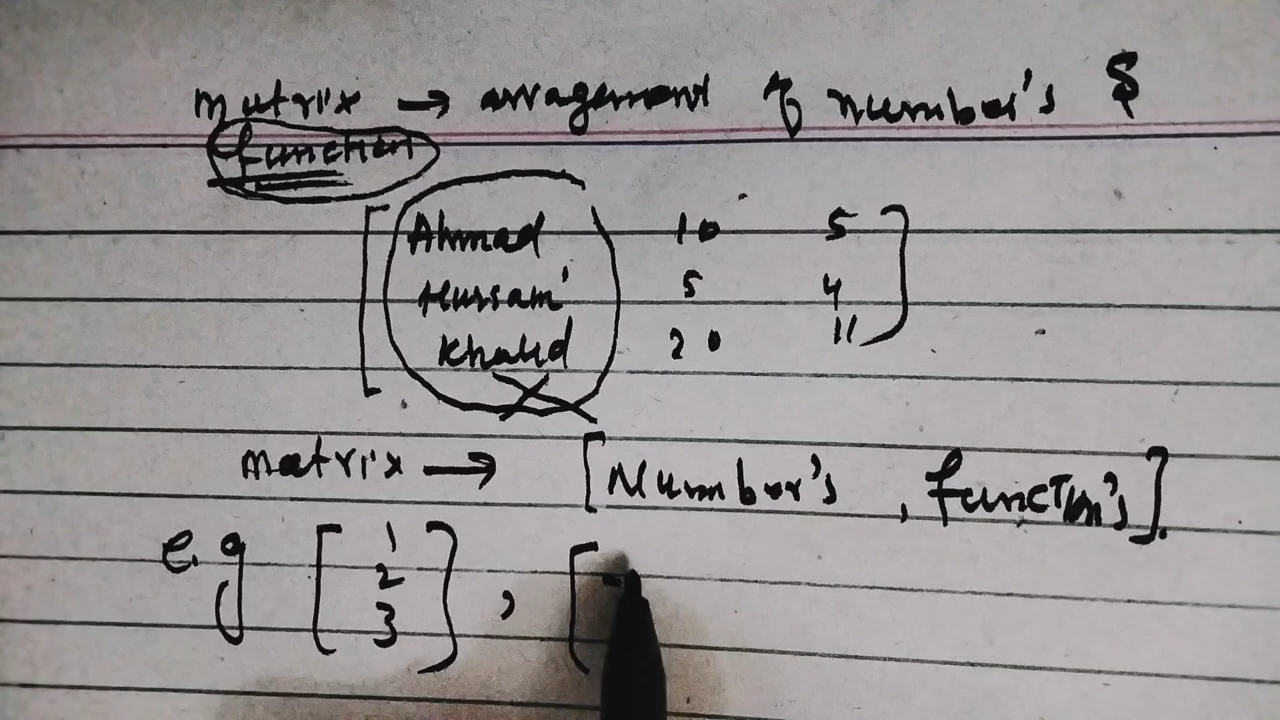 matrix → arragement of number's $
function
[ Ahmad 10 5 ]
Hussam' 5 4
Khalid 20 11
matrix → [ Number's , function's ].
e.g [ 1 ] , [ -
2
3